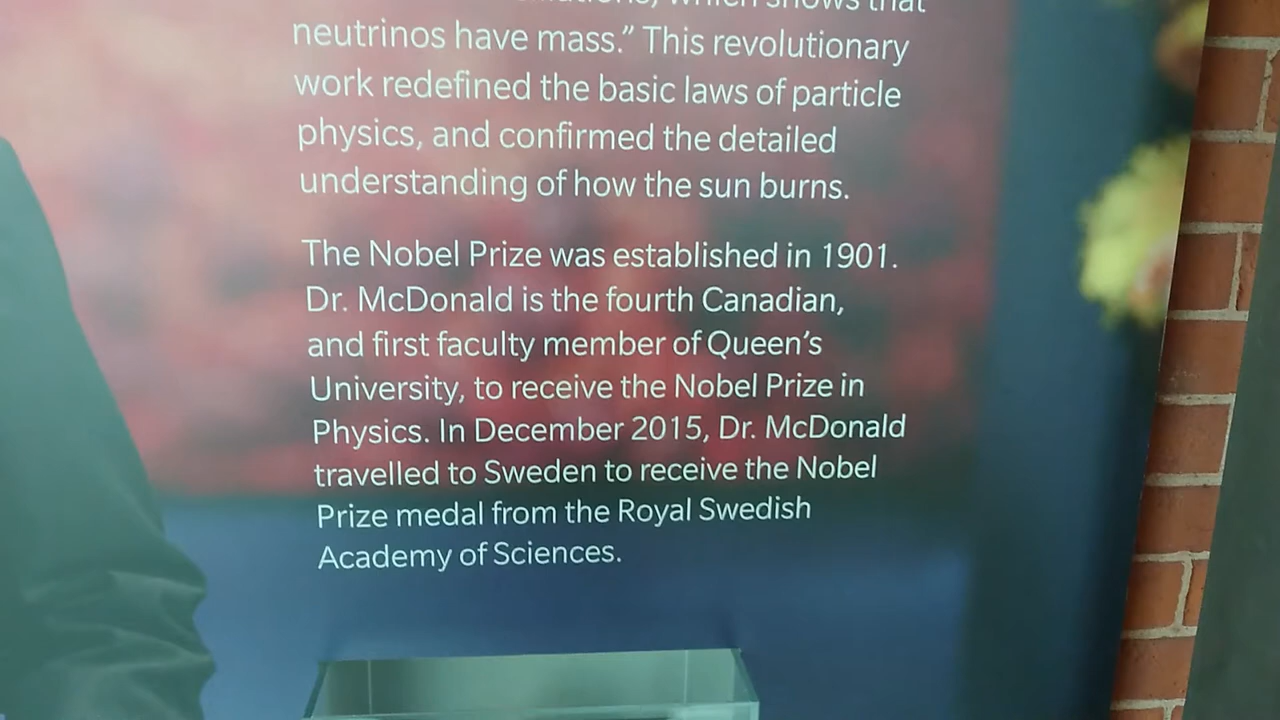 which shows that
neutrinos have mass.” This revolutionary
work redefined the basic laws of particle
physics, and confirmed the detailed
understanding of how the sun burns.
The Nobel Prize was established in 1901.
Dr. McDonald is the fourth Canadian,
and first faculty member of Queen’s
University, to receive the Nobel Prize in
Physics. In December 2015, Dr. McDonald
travelled to Sweden to receive the Nobel
Prize medal from the Royal Swedish
Academy of Sciences.